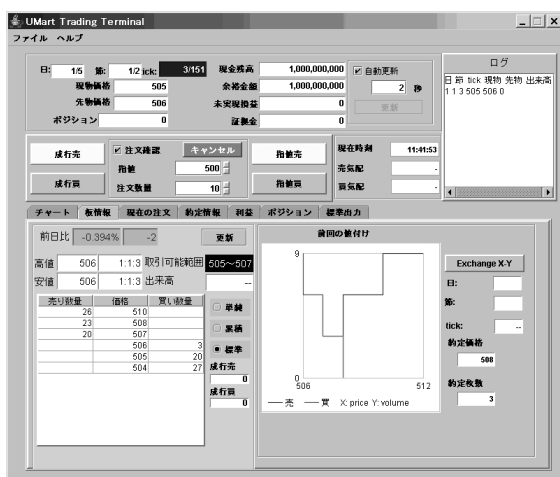 UMart Trading Terminal
ファイル ヘルプ
日: 1/5 節: 1/2 tick: 3/151 現金残高 1,000,000,000 自動更新
現物価格 505 余裕金額 1,000,000,000 2 秒
先物価格 506 未実現損益 0 更新
ポジション 0 証拠金 0
ログ
日 節 tick 現物 先物 出来高
1 1 3 505 506 0
成行売 注文確認 キャンセル 指値売
指値 500
成行買 注文数量 10 指値買
現在時刻 11:41:53
売気配 -
買気配 -
チャート 板情報 現在の注文 約定情報 利益 ポジション 標準出力
前日比 -0.394% -2 更新
高値 506 1:1:3 取引可能範囲 505～507
安値 506 1:1:3 出来高 --
売り数量 価格 買い数量
26 510
23 508
20 507
506 3
505 20
504 27
単純
累積
標準
成行売
0
成行買
0
前回の値付け
9
0
506 512
売 買 X: price Y: volume
Exchange X-Y
日:
節:
tick: --
約定価格
508
約定枚数
3